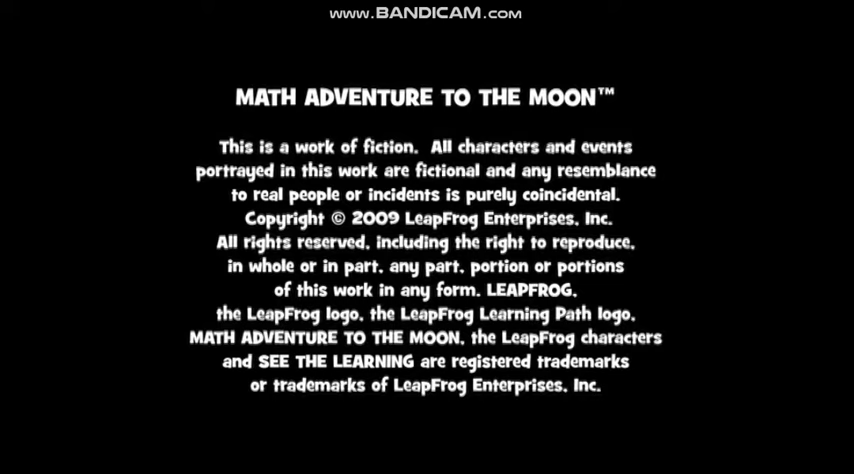 www.BANDICAM.com
MATH ADVENTURE TO THE MOON™
This is a work of fiction. All characters and events
portrayed in this work are fictional and any resemblance
to real people or incidents is purely coincidental.
Copyright © 2009 LeapFrog Enterprises, Inc.
All rights reserved, including the right to reproduce,
in whole or in part, any part, portion or portions
of this work in any form. LEAPFROG,
the LeapFrog logo, the LeapFrog Learning Path logo,
MATH ADVENTURE TO THE MOON, the LeapFrog characters
and SEE THE LEARNING are registered trademarks
or trademarks of LeapFrog Enterprises, Inc.